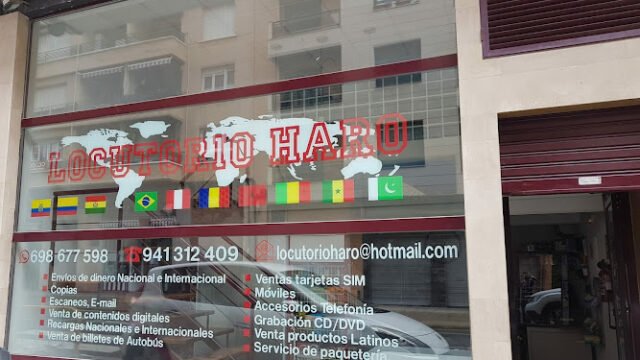 LOCUTORIO HARO
698 677 598 941 312 409 locutorioharo@hotmail.com
Envíos de dinero Nacional e Internacional
Copias
Escaneos, E-mail
Venta de contenidos digitales
Recargas Nacionales e Internacionales
Venta de billetes de Autobús
Ventas tarjetas SIM
Móviles
Accesorios Telefonía
Grabación CD/DVD
Venta productos Latinos
Servicio de paquetería